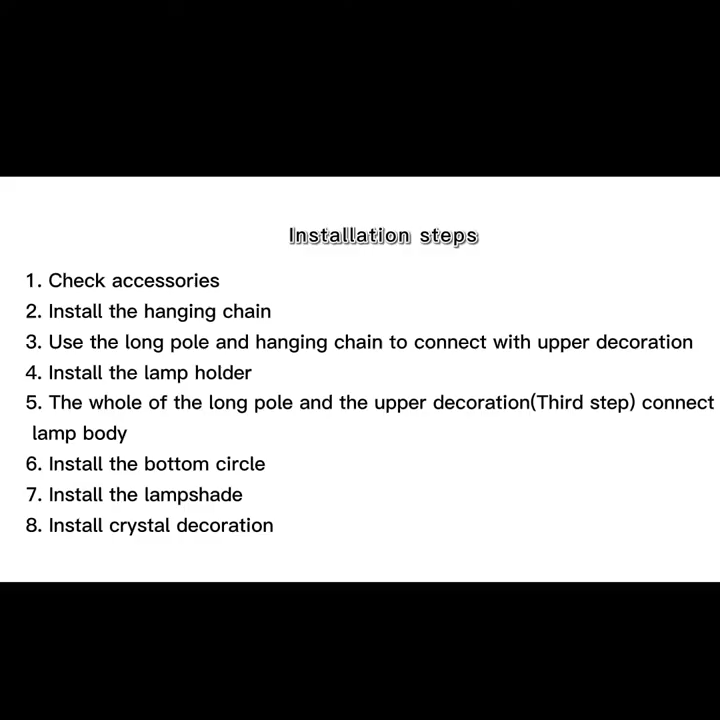 Installation steps
1. Check accessories
2. Install the hanging chain
3. Use the long pole and hanging chain to connect with upper decoration
4. Install the lamp holder
5. The whole of the long pole and the upper decoration(Third step) connect
lamp body
6. Install the bottom circle
7. Install the lampshade
8. Install crystal decoration